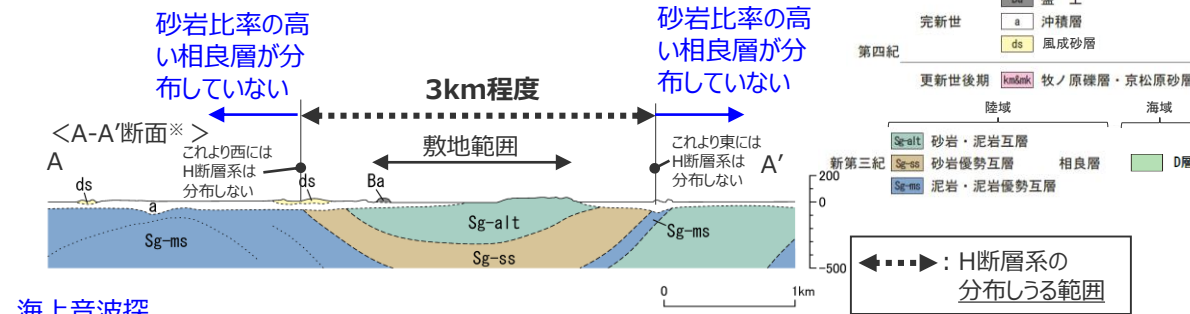 砂岩比率の高
い相良層が分
布していない
砂岩比率の高
い相良層が分
布していない
3km程度
<A-A’断面※ >
A
これより西には
H断層系は
分布しない
敷地範囲
これより東には
H断層系は
分布しない
A’
ds
a
ds
Ba
Sg-ms
Sg-alt
Sg-ss
Sg-ms
200
0
-500
0
1km
第四紀
完新世
a 沖積層
ds 風成砂層
更新世後期
km&mk 牧ノ原礫層・京松原砂層
陸域
海域
新第三紀
Sg-alt 砂岩・泥岩互層
Sg-ss 砂岩優勢互層
Sg-ms 泥岩・泥岩優勢互層
相良層
D層
: H断層系の
分布しうる範囲
海上音波探